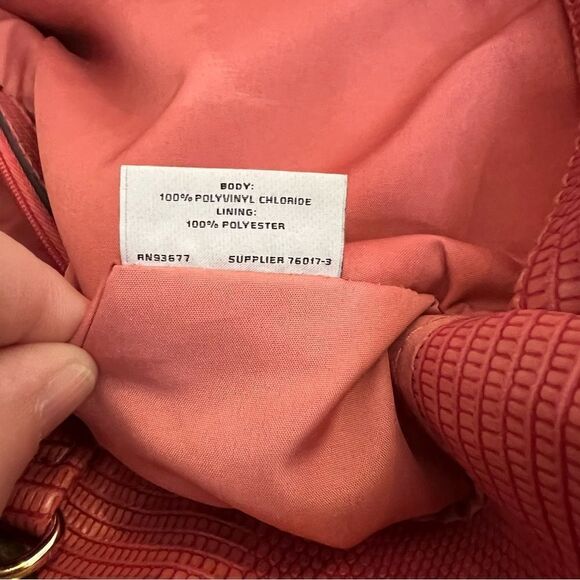 BODY:
100% POLYVINYL CHLORIDE
LINING:
100% POLYESTER
RN93677 SUPPLIER 76017-3